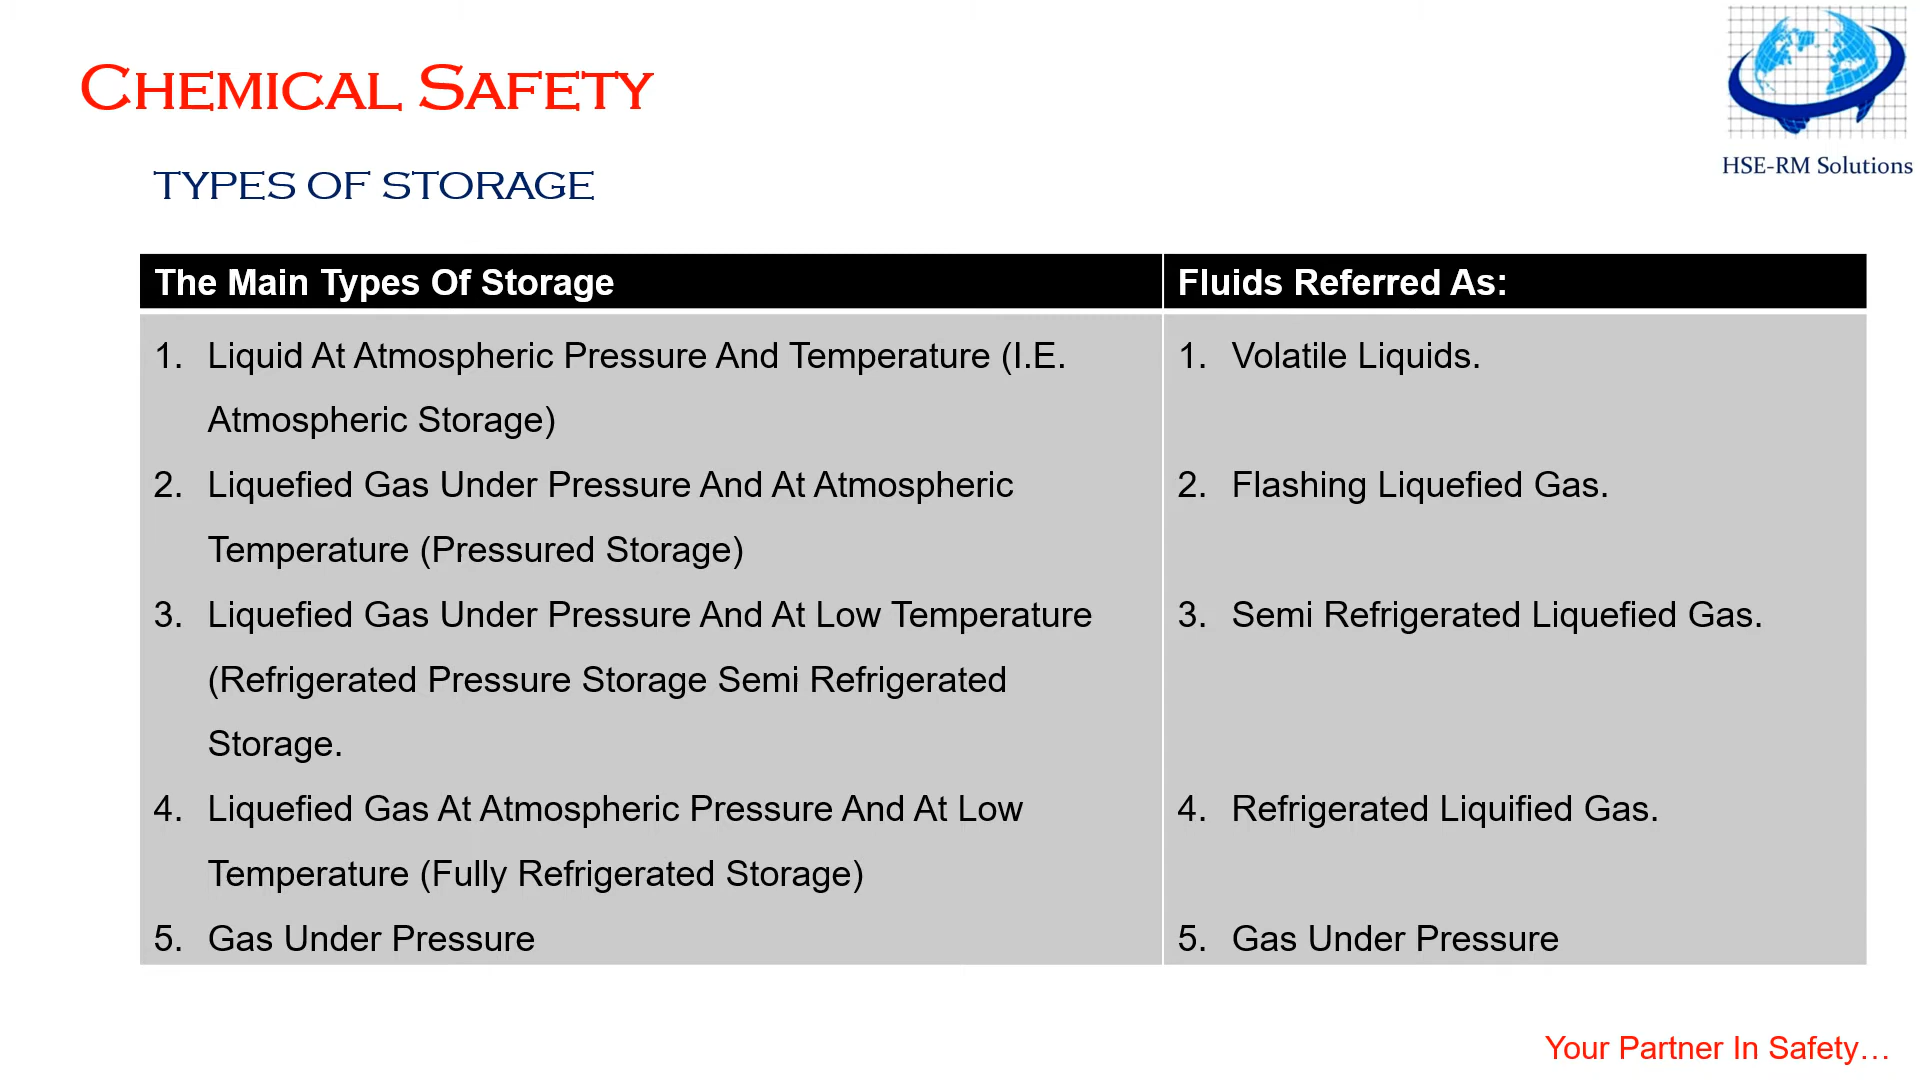 Chemical Safety
HSE-RM Solutions
TYPES OF STORAGE
The Main Types Of Storage
Fluids Referred As:
1. Liquid At Atmospheric Pressure And Temperature (I.E.
Atmospheric Storage)
2. Liquefied Gas Under Pressure And At Atmospheric
Temperature (Pressured Storage)
3. Liquefied Gas Under Pressure And At Low Temperature
(Refrigerated Pressure Storage Semi Refrigerated
Storage.
4. Liquefied Gas At Atmospheric Pressure And At Low
Temperature (Fully Refrigerated Storage)
5. Gas Under Pressure
1. Volatile Liquids.
2. Flashing Liquefied Gas.
3. Semi Refrigerated Liquefied Gas.
4. Refrigerated Liquified Gas.
5. Gas Under Pressure
Your Partner In Safety…